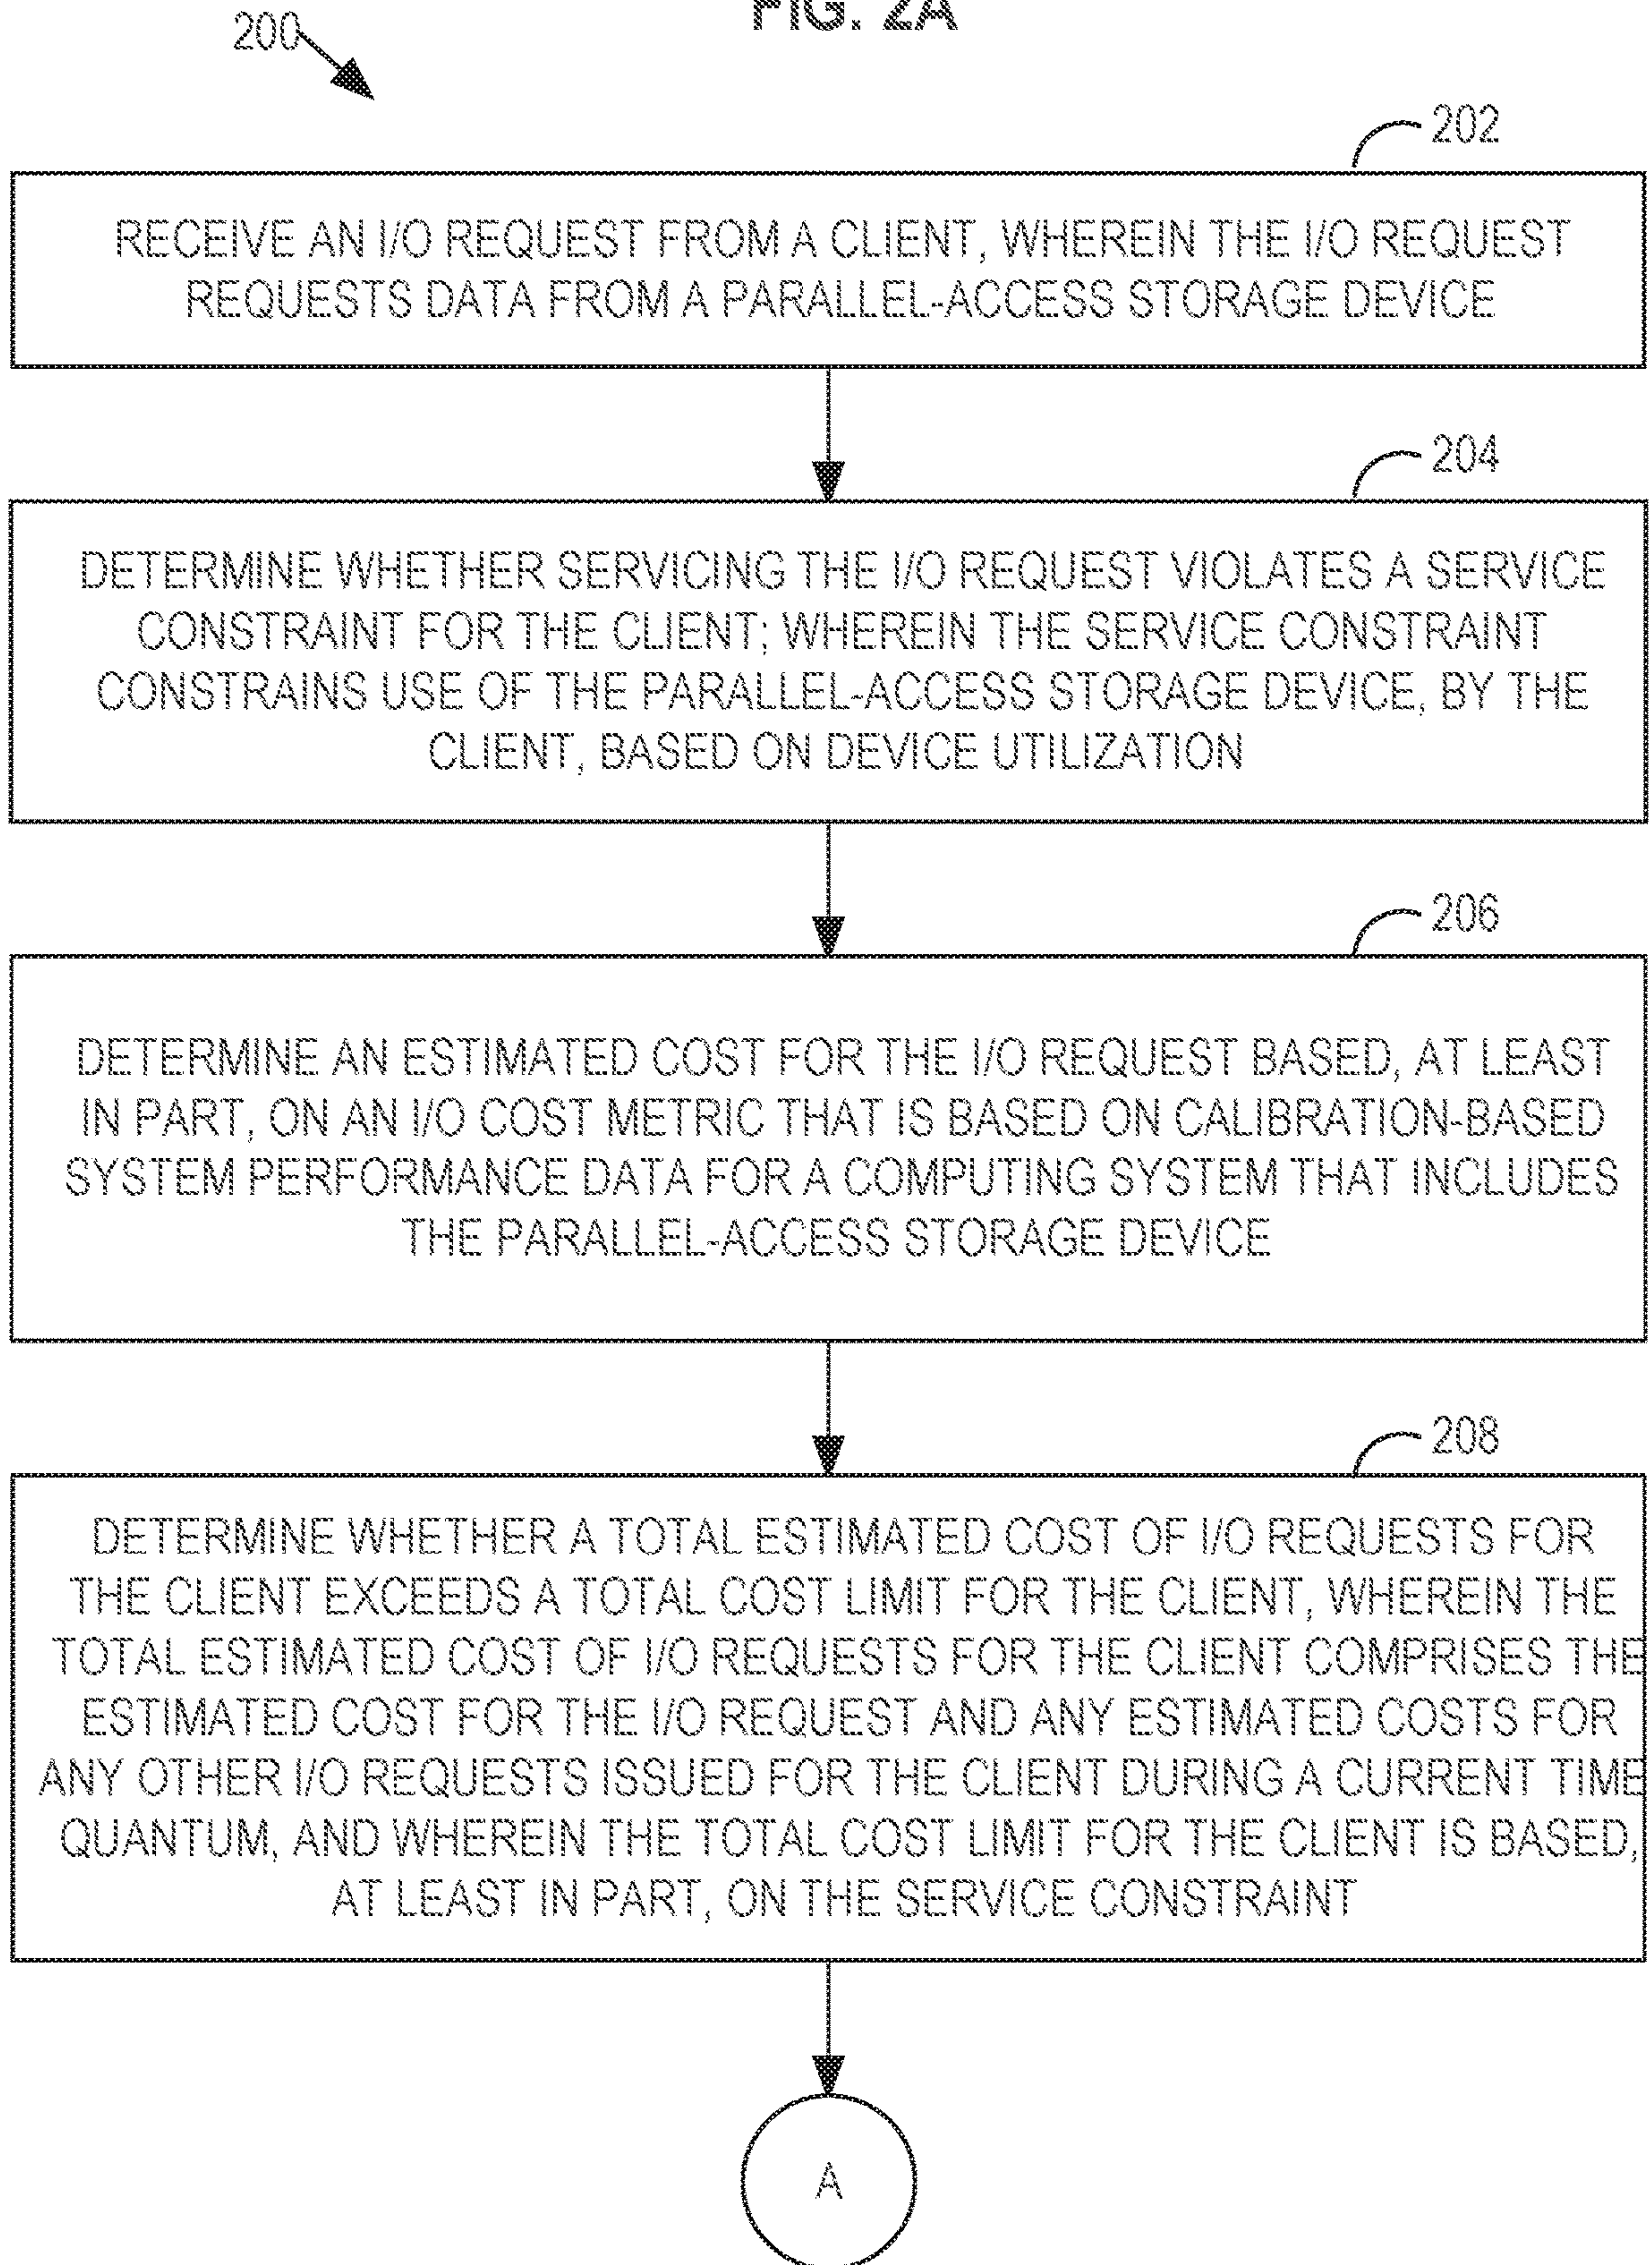 FIG. 2A
200
202
RECEIVE AN I/O REQUEST FROM A CLIENT, WHEREIN THE I/O REQUEST
REQUESTS DATA FROM A PARALLEL-ACCESS STORAGE DEVICE
204
DETERMINE WHETHER SERVICING THE I/O REQUEST VIOLATES A SERVICE
CONSTRAINT FOR THE CLIENT; WHEREIN THE SERVICE CONSTRAINT
CONSTRAINS USE OF THE PARALLEL-ACCESS STORAGE DEVICE, BY THE
CLIENT, BASED ON DEVICE UTILIZATION
206
DETERMINE AN ESTIMATED COST FOR THE I/O REQUEST BASED, AT LEAST
IN PART, ON AN I/O COST METRIC THAT IS BASED ON CALIBRATION-BASED
SYSTEM PERFORMANCE DATA FOR A COMPUTING SYSTEM THAT INCLUDES
THE PARALLEL-ACCESS STORAGE DEVICE
208
DETERMINE WHETHER A TOTAL ESTIMATED COST OF I/O REQUESTS FOR
THE CLIENT EXCEEDS A TOTAL COST LIMIT FOR THE CLIENT, WHEREIN THE
TOTAL ESTIMATED COST OF I/O REQUESTS FOR THE CLIENT COMPRISES THE
ESTIMATED COST FOR THE I/O REQUEST AND ANY ESTIMATED COSTS FOR
ANY OTHER I/O REQUESTS ISSUED FOR THE CLIENT DURING A CURRENT TIME
QUANTUM, AND WHEREIN THE TOTAL COST LIMIT FOR THE CLIENT IS BASED,
AT LEAST IN PART, ON THE SERVICE CONSTRAINT
A